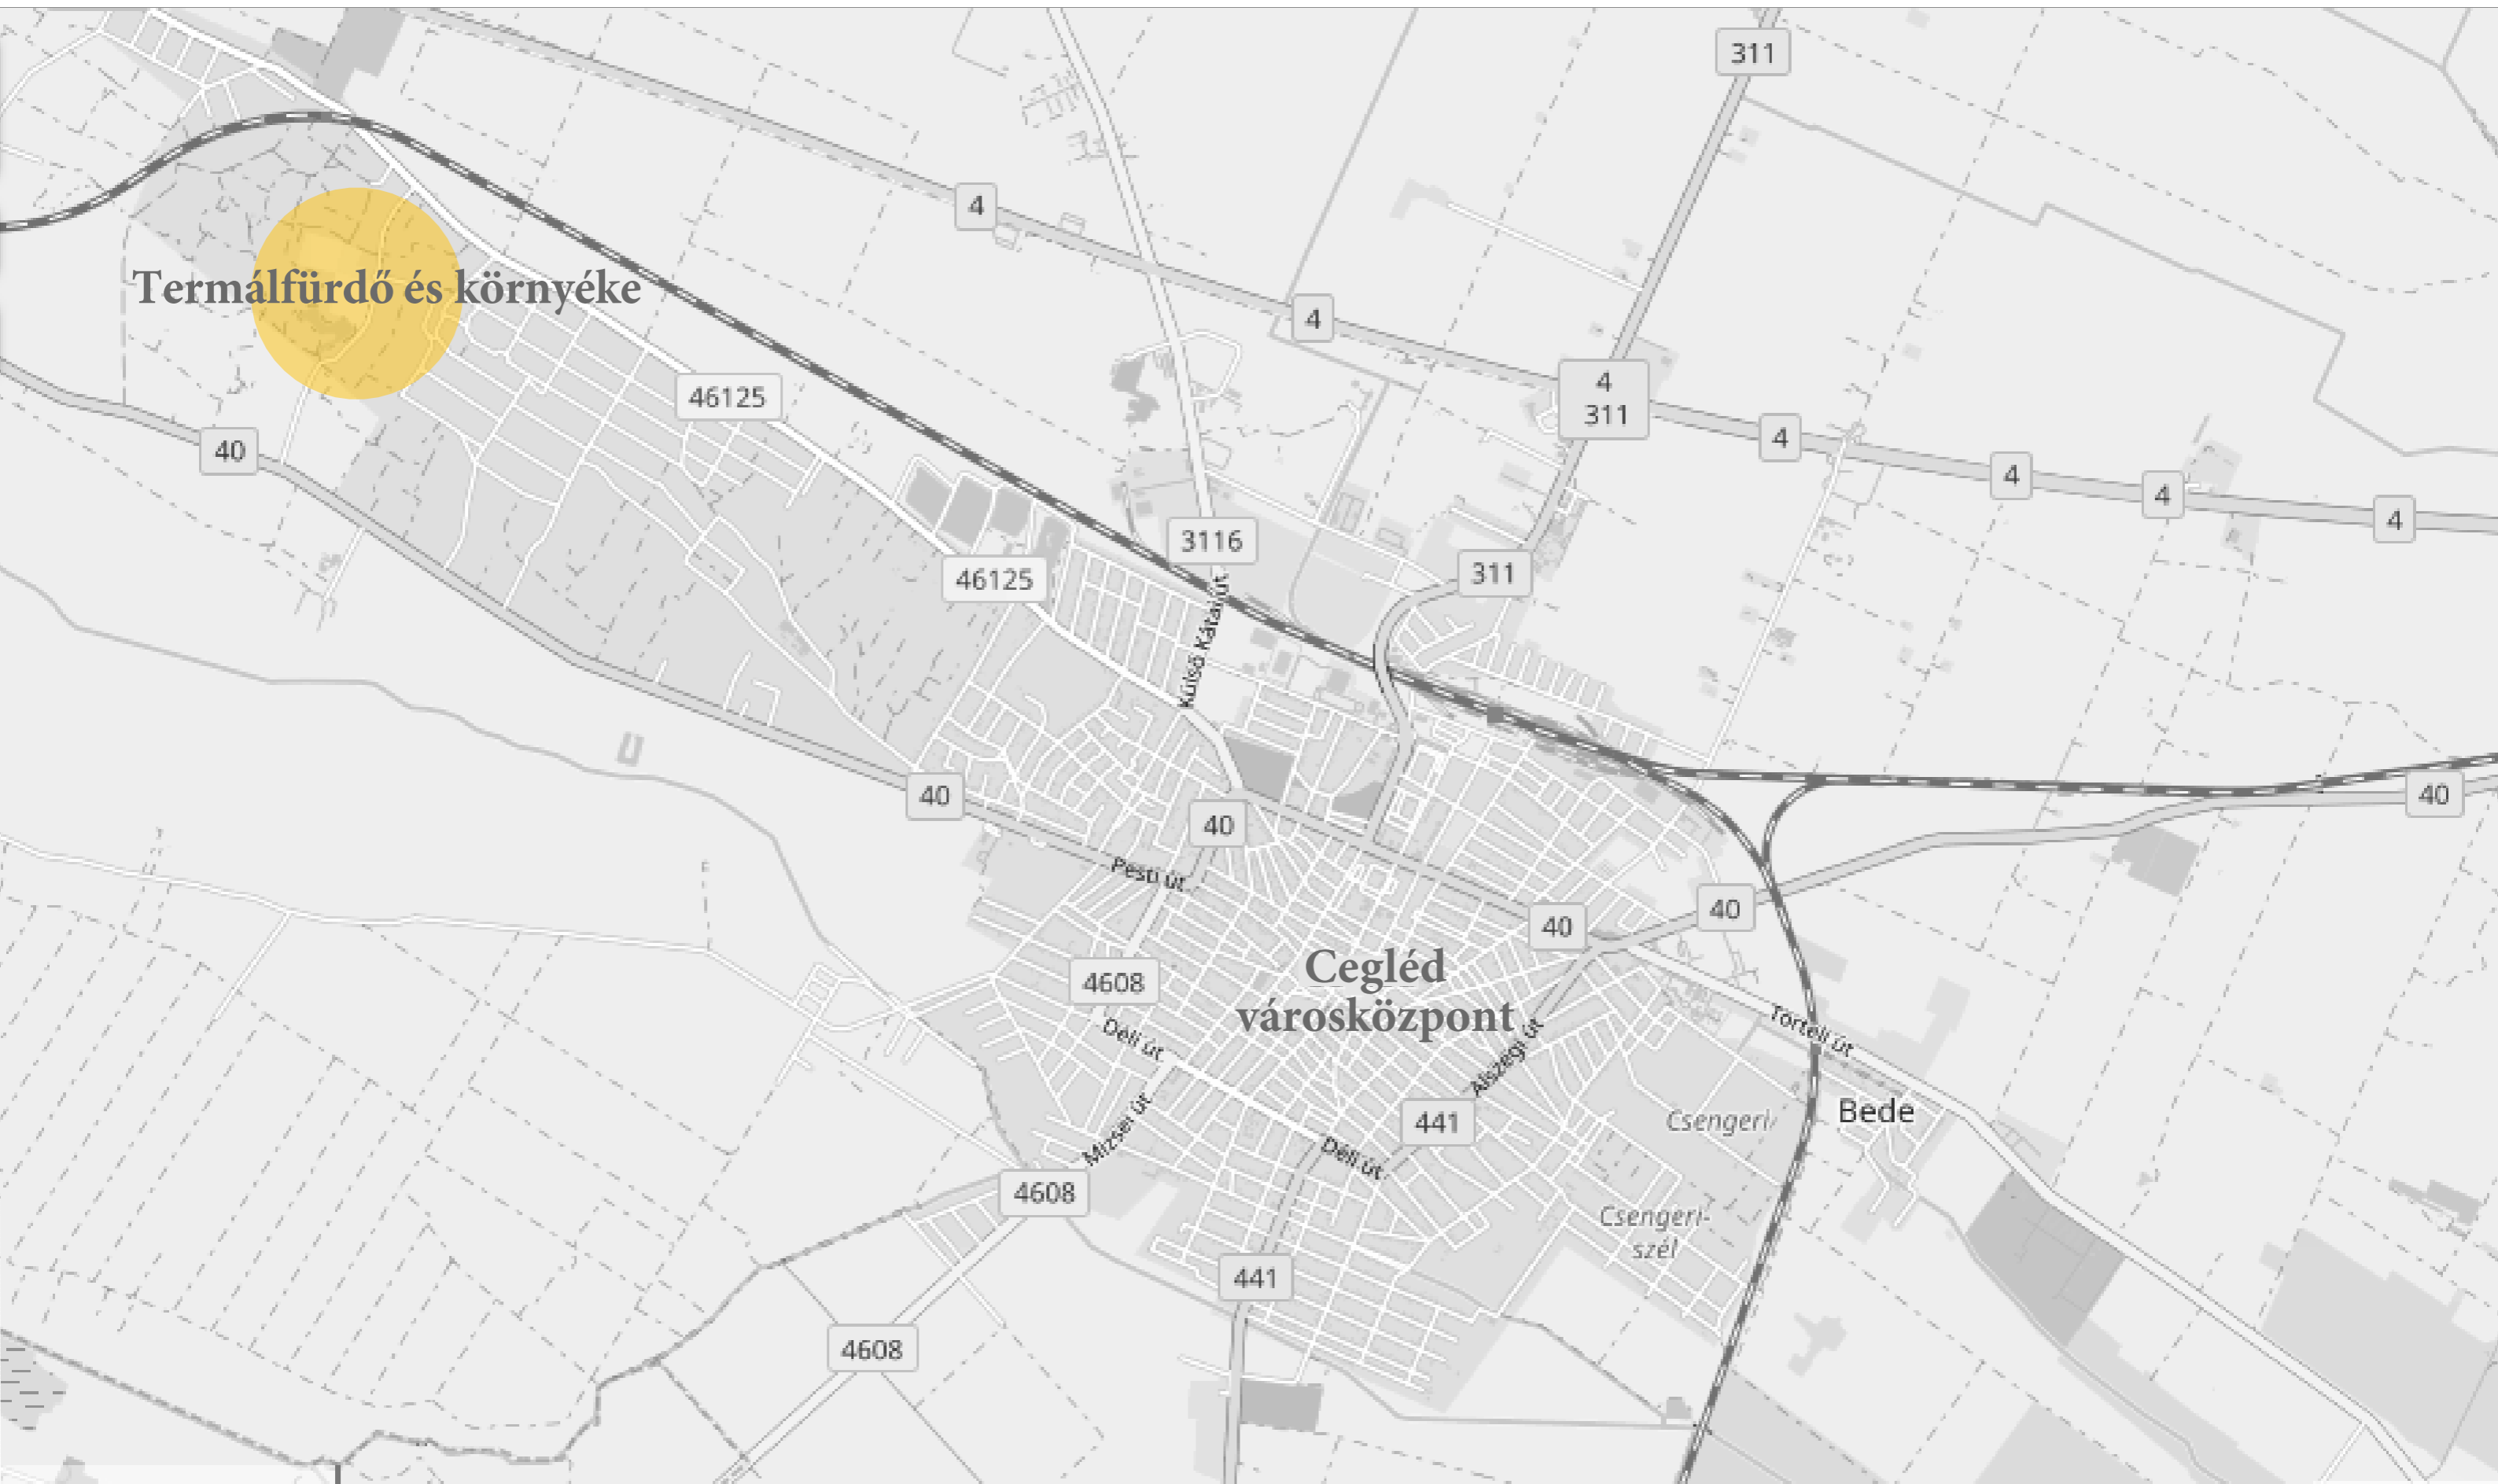 311
4
Termálfürdő és környéke
4
4
311
46125
4
40
4
4
4
3116
311
46125
Külső Kátai út
40
40
40
Pesti út
40
40
Cegléd
városközpont
4608
Déli út
Törteli út
Alszegi út
Mizsei út
441
Csengeri
Bede
Déli út
4608
Csengeri-
szél
441
4608